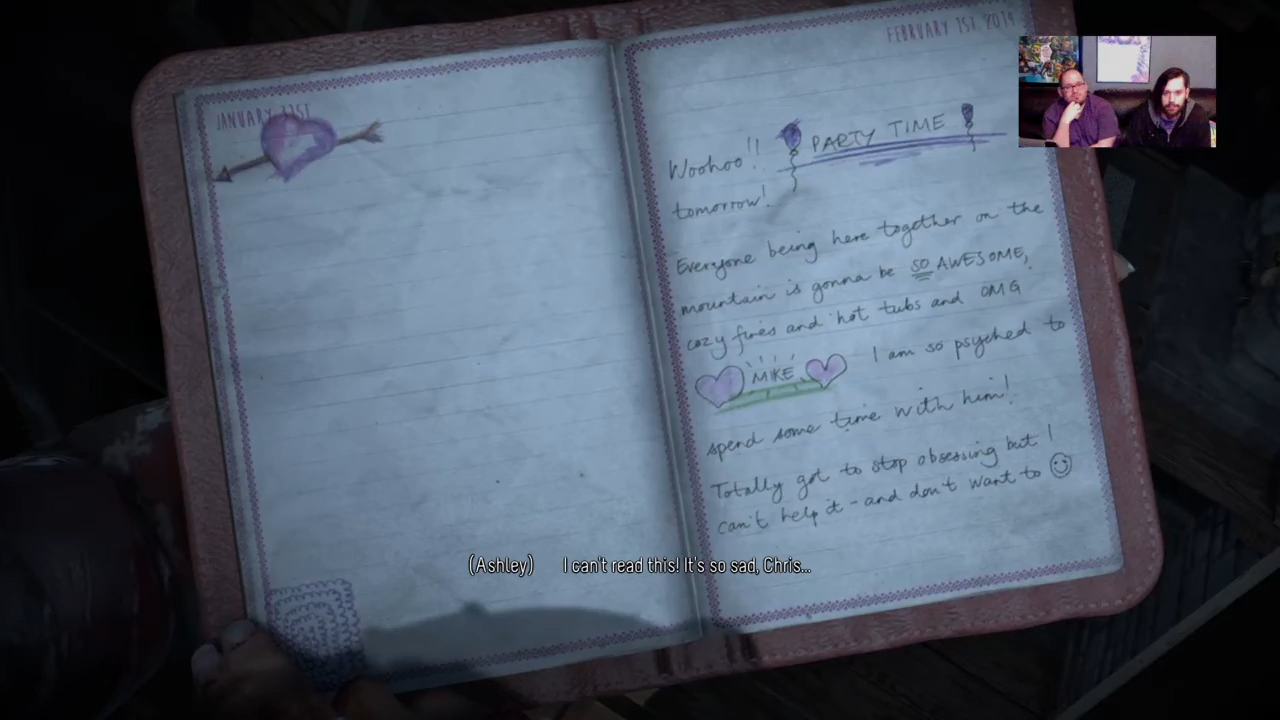 JANUARY 31ST
FEBRUARY 1ST, 2014
Woohoo!! PARTY TIME
tomorrow!
Everyone being here together on the
mountain is gonna be SO AWESOME,
cozy fires and hot tubs and OMG
MIKE I am so psyched to
spend some time with him!
Totally got to stop obsessing but I
can't help it - and don't want to
(Ashley) I can't read this! It's so sad, Chris...